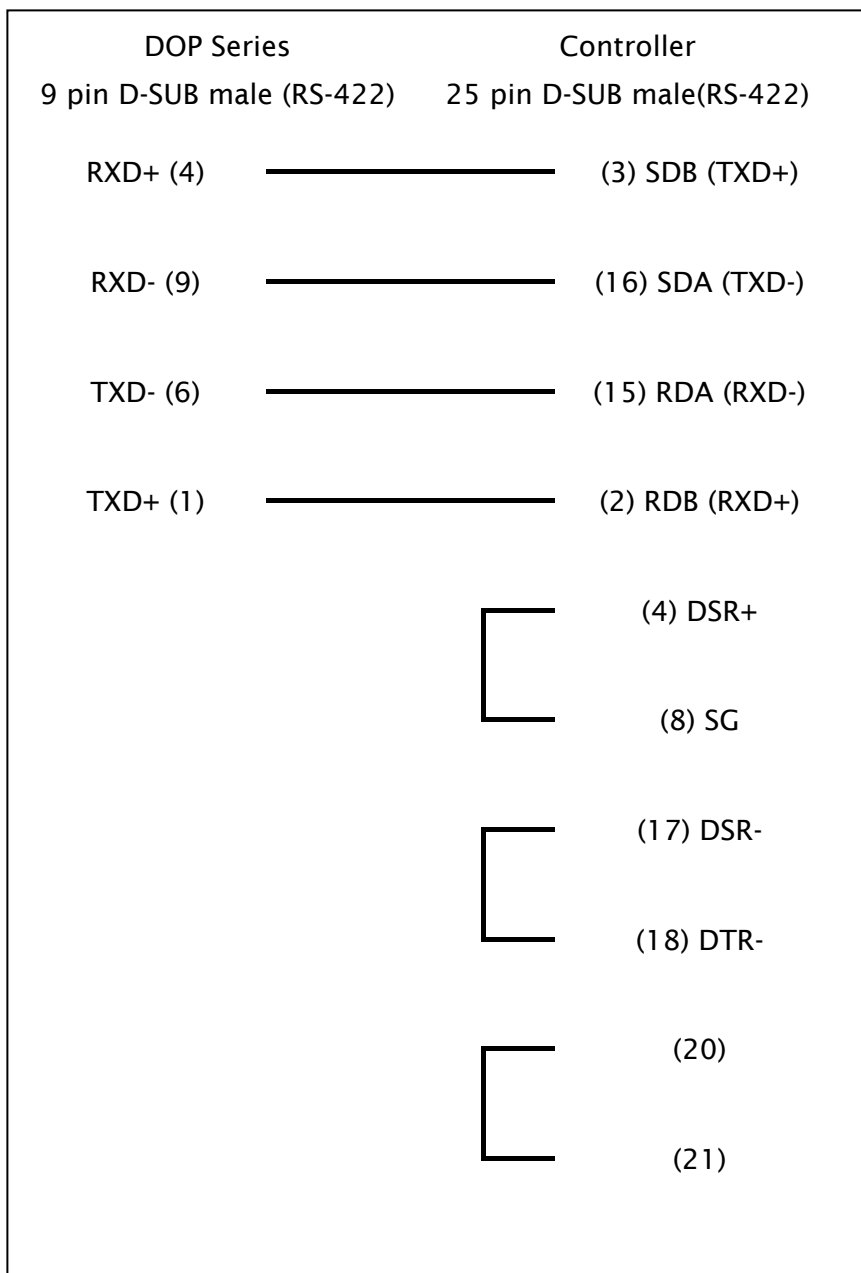 DOP Series Controller
9 pin D-SUB male (RS-422) 25 pin D-SUB male(RS-422)
RXD+ (4) (3) SDB (TXD+)
RXD- (9) (16) SDA (TXD-)
TXD- (6) (15) RDA (RXD-)
TXD+ (1) (2) RDB (RXD+)
(4) DSR+
(8) SG
(17) DSR-
(18) DTR-
(20)
(21)